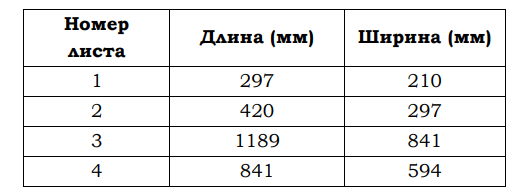 Номер листа Длина (мм) Ширина (мм)
1 297 210
2 420 297
3 1189 841
4 841 594